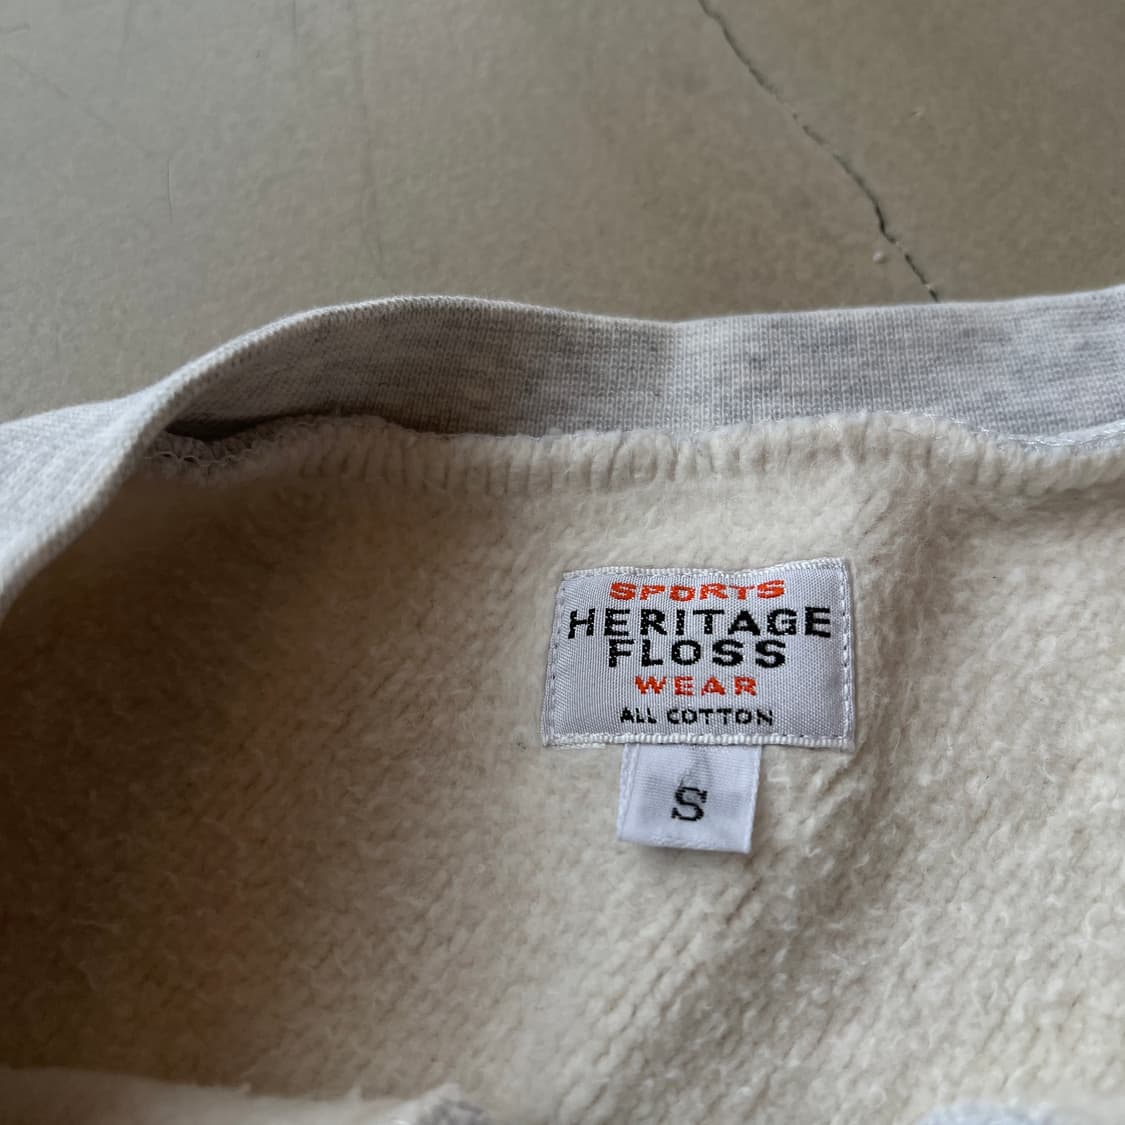 SPORTS
HERITAGE
FLOSS
WEAR
ALL COTTON
S